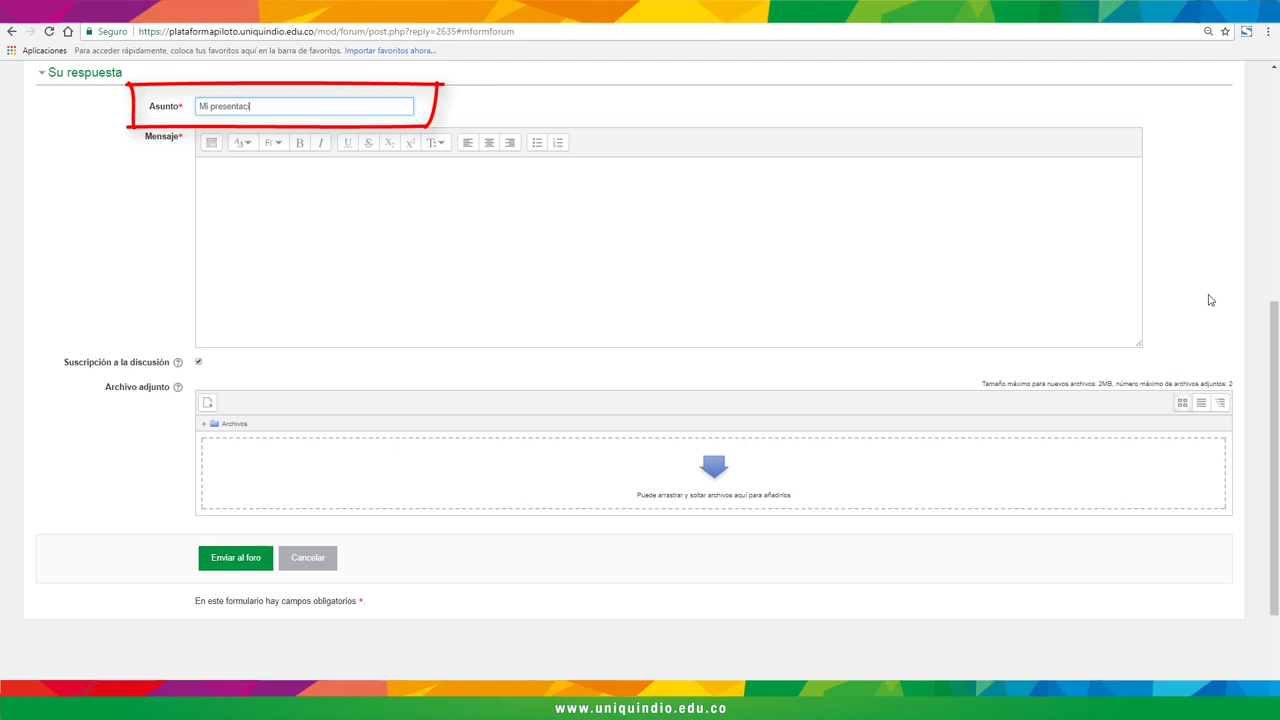 Seguro https://plataformapiloto.uniquindio.edu.co/mod/forum/post.php?reply=2635#mformforum
Aplicaciones Para acceder rápidamente, coloca tus favoritos aquí en la barra de favoritos. Importar favoritos ahora...
Su respuesta
Asunto* Mi presentaci
Mensaje*
Suscripción a la discusión
Archivo adjunto
Tamaño máximo para nuevos archivos: 2MB, número máximo de archivos adjuntos: 2
Archivos
Puede arrastrar y soltar archivos aquí para añadirlos
Enviar al foro Cancelar
En este formulario hay campos obligatorios *.
www.uniquindio.edu.co